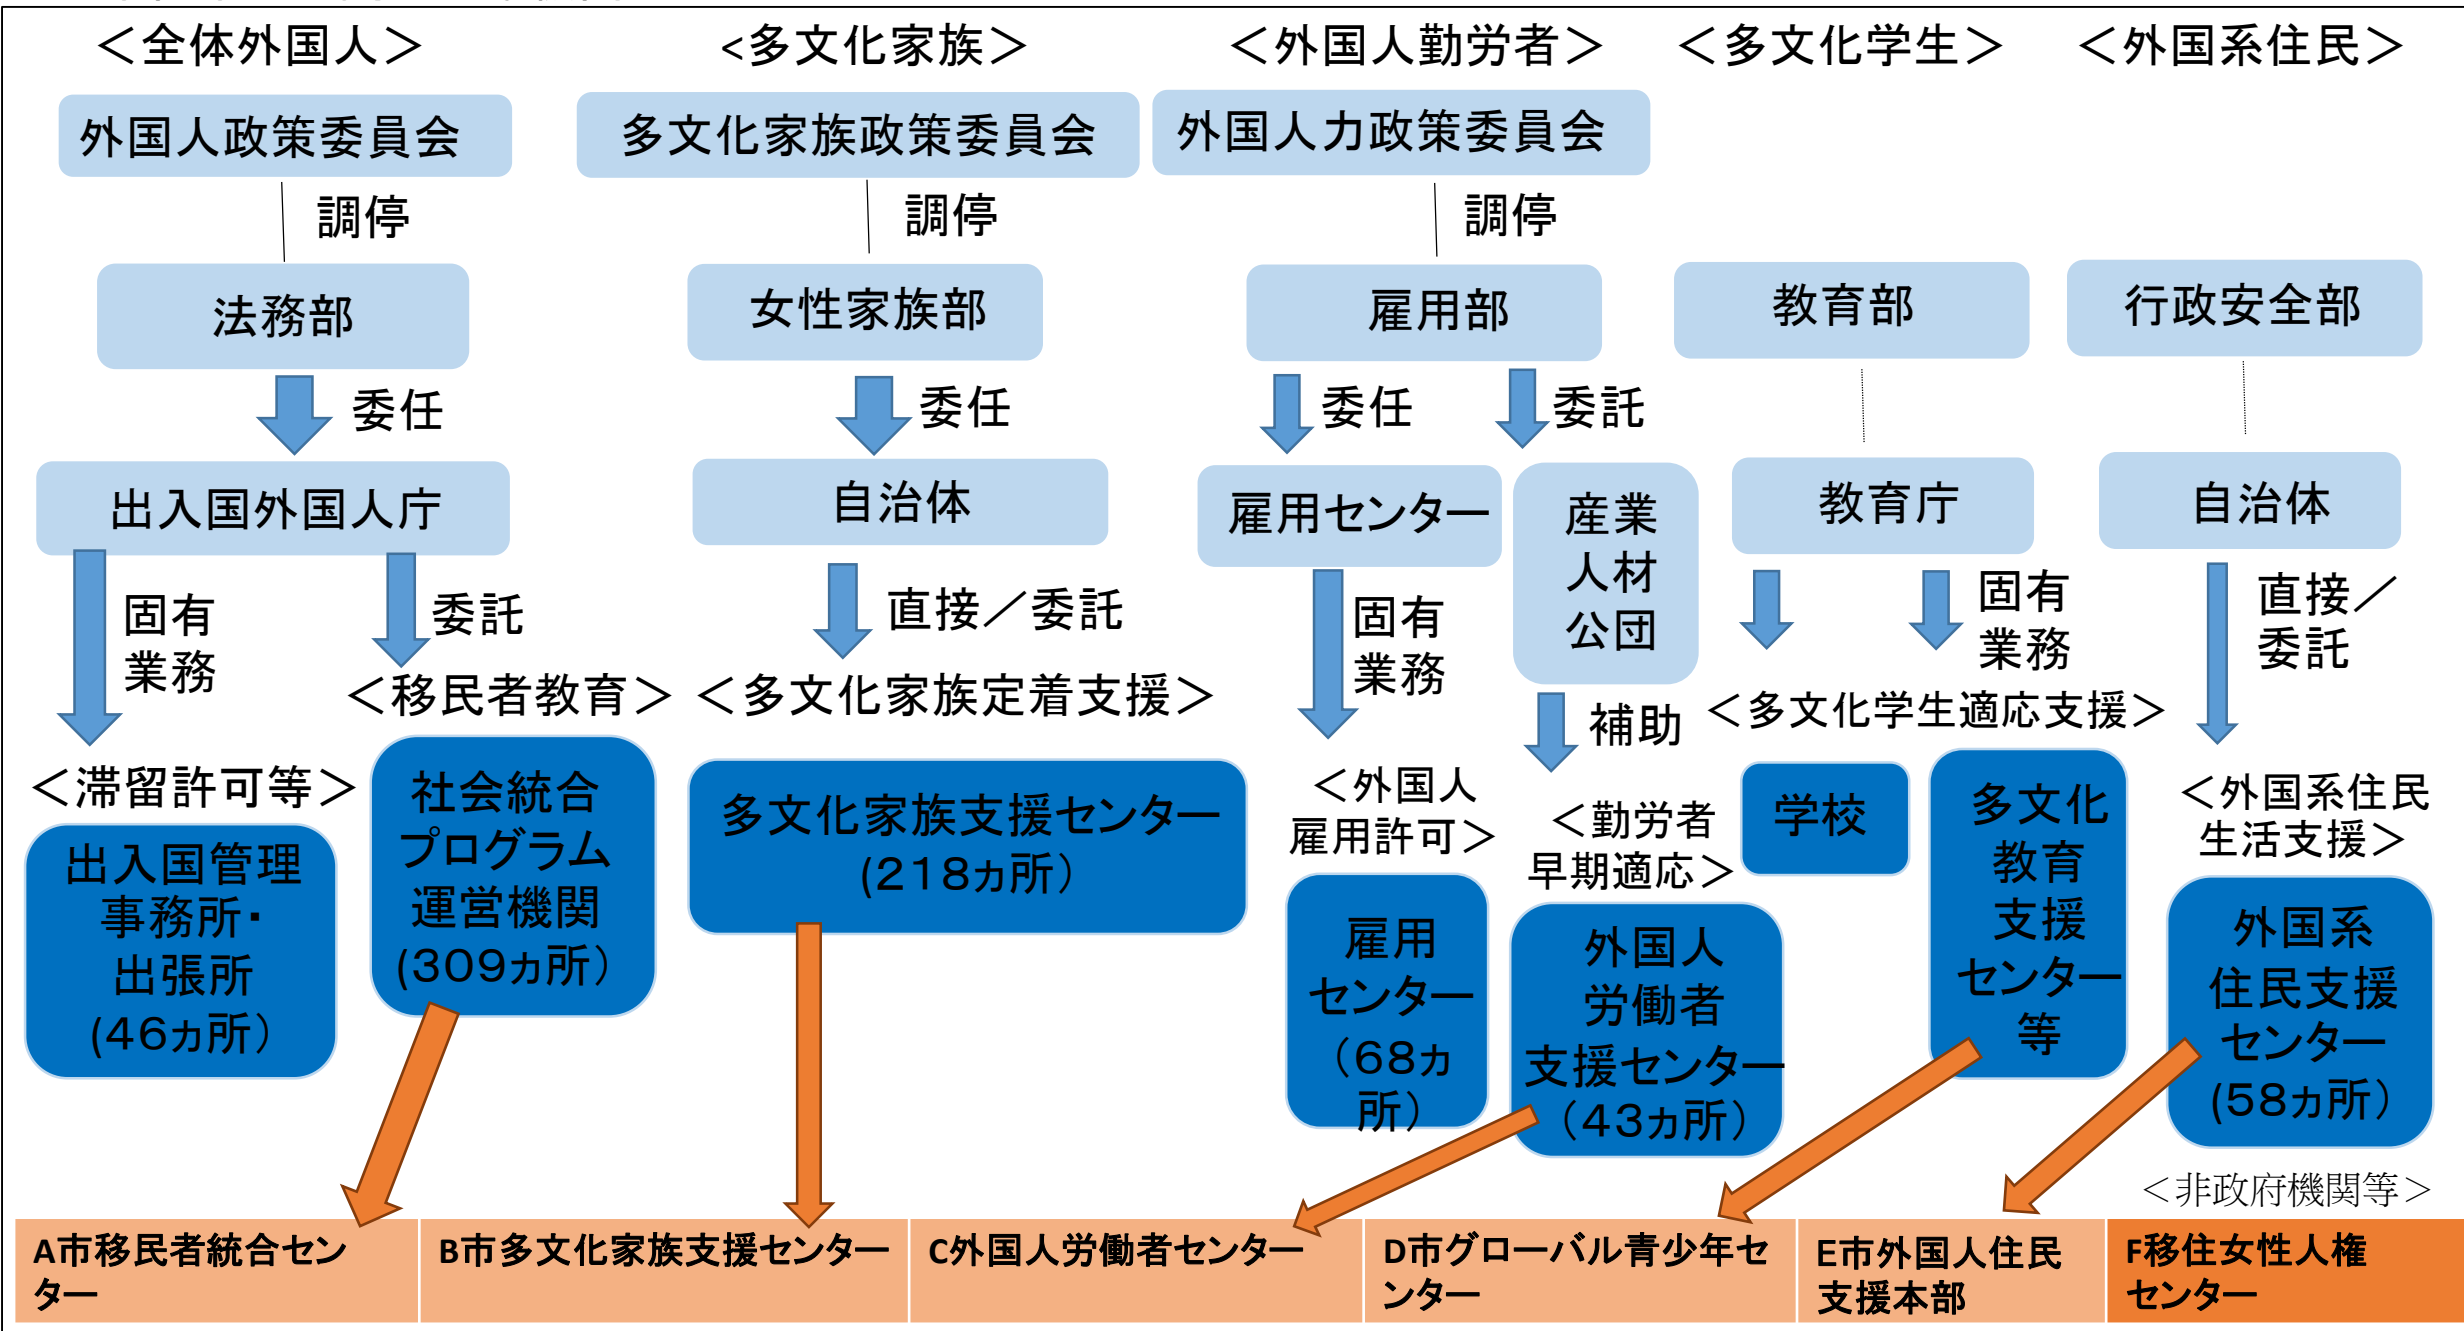 ＜全体外国人＞
<多文化家族＞
＜外国人勤労者＞
＜多文化学生＞
＜外国系住民＞
外国人政策委員会
多文化家族政策委員会
外国人力政策委員会
調停
調停
調停
法務部
女性家族部
雇用部
教育部
行政安全部
委任
委任
委任
委託
出入国外国人庁
自治体
雇用センター
産業
人材
公団
教育庁
自治体
固有
業務
委託
直接／委託
固有
業務
補助
固有
業務
直接／
委託
＜移民者教育＞
＜多文化家族定着支援＞
＜多文化学生適応支援＞
＜滞留許可等＞
＜外国人
雇用許可＞
＜勤労者
早期適応＞
＜外国系住民
生活支援＞
出入国管理
事務所・
出張所
(46ヵ所）
社会統合
プログラム
運営機関
(309ヵ所）
多文化家族支援センター
(218ヵ所）
雇用
センター
（68ヵ
所）
外国人
労働者
支援センター
（43ヵ所）
学校
多文化
教育
支援
センター
等
外国系
住民支援
センター
(58ヵ所）
＜非政府機関等＞
A市移民者統合セン
ター
B市多文化家族支援センター
C外国人労働者センター
D市グローバル青少年セ
ンター
E市外国人住民
支援本部
F移住女性人権
センター